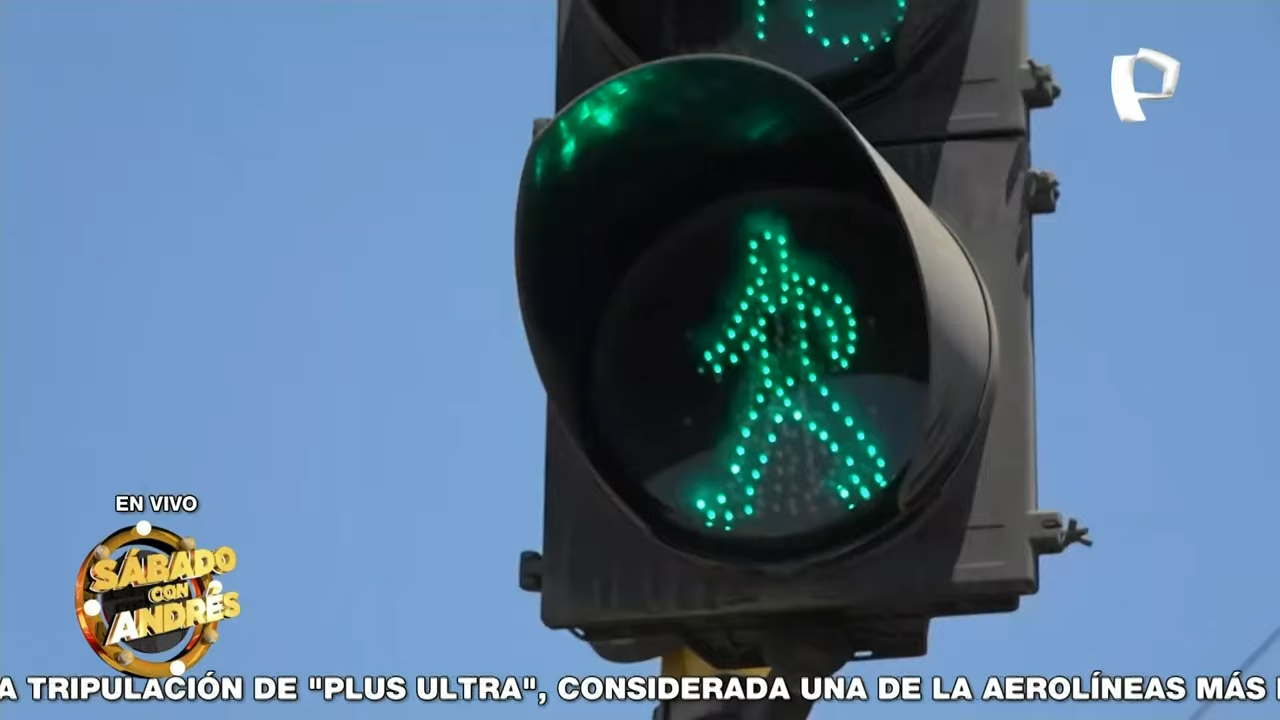 EN VIVO
SÁBADO
CON
ANDRÉS
A TRIPULACIÓN DE "PLUS ULTRA", CONSIDERADA UNA DE LA AEROLÍNEAS MÁS